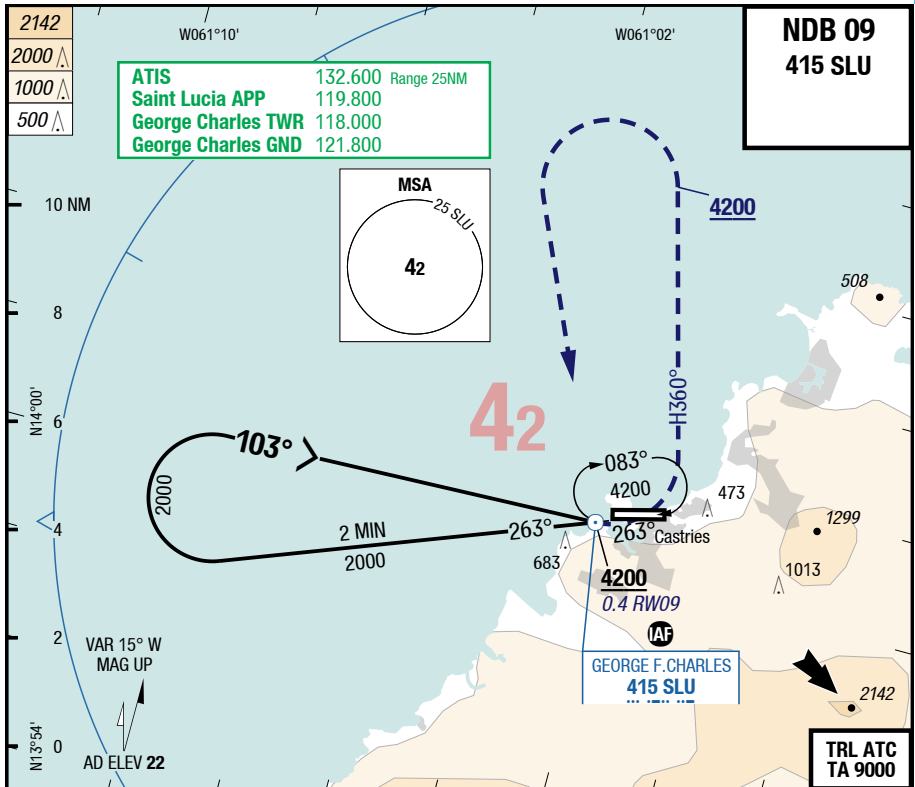 2142
2000
1000
500
W061°10'
W061°02'
NDB 09
415 SLU
ATIS 132.600 Range 25NM
Saint Lucia APP 119.800
George Charles TWR 118.000
George Charles GND 121.800
MSA
25 SLU
42
10 NM
4200
508
8
H360°
N14°00'
6
42
103°
083°
4200
2000
473
1299
4
2 MIN
263°
263°
Castries
2000
683
1013
4200
0.4 RW09
IAF
2
VAR 15° W
MAG UP
GEORGE F.CHARLES
415 SLU
2142
N13°54'
0
AD ELEV 22
TRL ATC
TA 9000